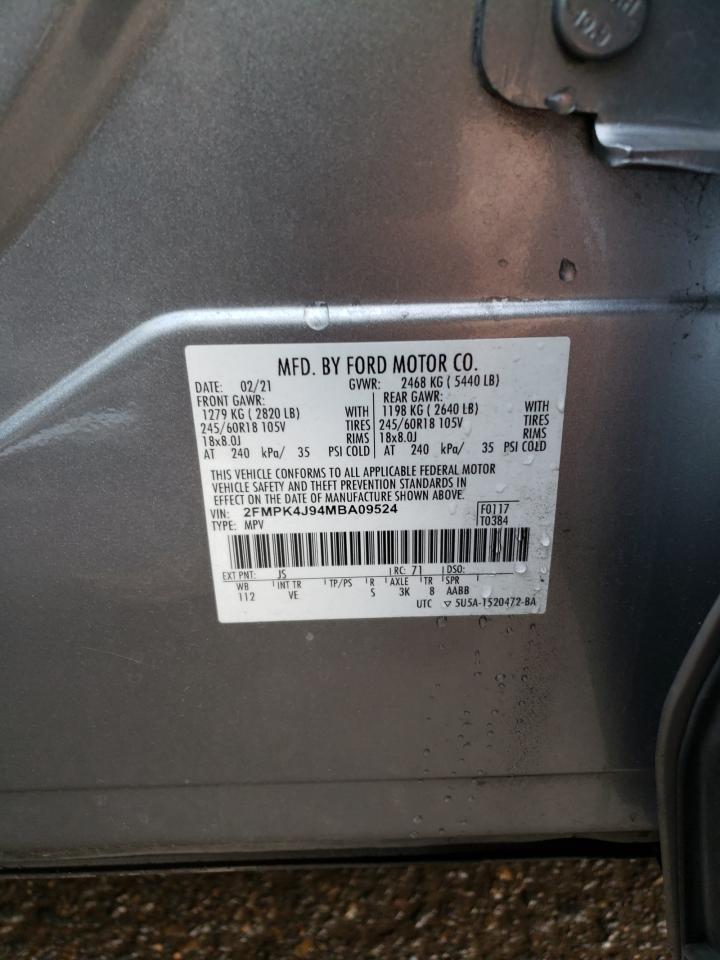 MFD. BY FORD MOTOR CO.
DATE: 02/21 GVWR: 2468 KG ( 5440 LB)
FRONT GAWR: REAR GAWR:
1279 KG ( 2820 LB) WITH 1198 KG ( 2640 LB) WITH
245/60R18 105V TIRES 245/60R18 105V TIRES
18x8.0J RIMS 18x8.0J RIMS
AT 240 kPa/ 35 PSI COLD AT 240 kPa/ 35 PSI COLD
THIS VEHICLE CONFORMS TO ALL APPLICABLE FEDERAL MOTOR
VEHICLE SAFETY AND THEFT PREVENTION STANDARDS IN
EFFECT ON THE DATE OF MANUFACTURE SHOWN ABOVE.
VIN: 2FMPK4J94MBA09524 F0117
TYPE: MPV T0384
EXT PNT: JS RC: 71 DSO:
WB INT TR TP/PS R AXLE TR SPR
112 VE S 3K 8 AABB
UTC ▽ 5U5A-1520472-BA